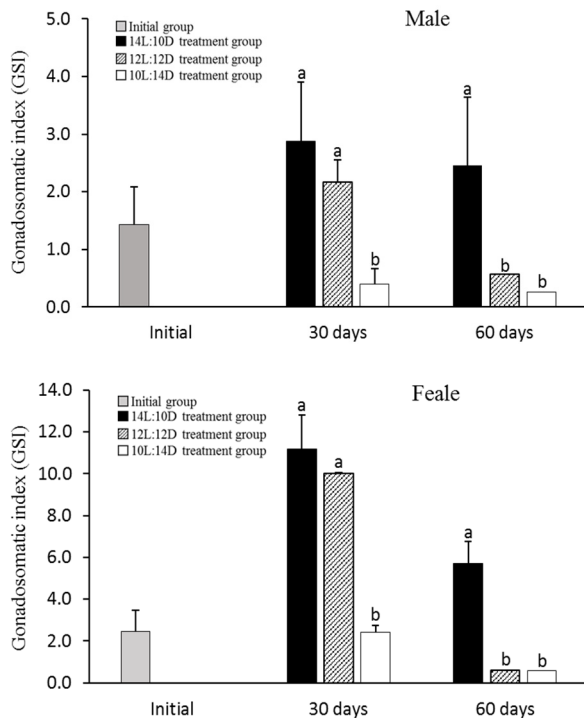 Male
Gonadosomatic index (GSI)
5.0
4.0
3.0
2.0
1.0
0.0
Initial group
14L:10D treatment group
12L:12D treatment group
10L:14D treatment group
a
a
b
a
b
b
Initial
30 days
60 days
Feale
Gonadosomatic index (GSI)
14.0
12.0
10.0
8.0
6.0
4.0
2.0
0.0
Initial group
14L:10D treatment group
12L:12D treatment group
10L:14D treatment group
a
a
b
a
b
b
Initial
30 days
60 days